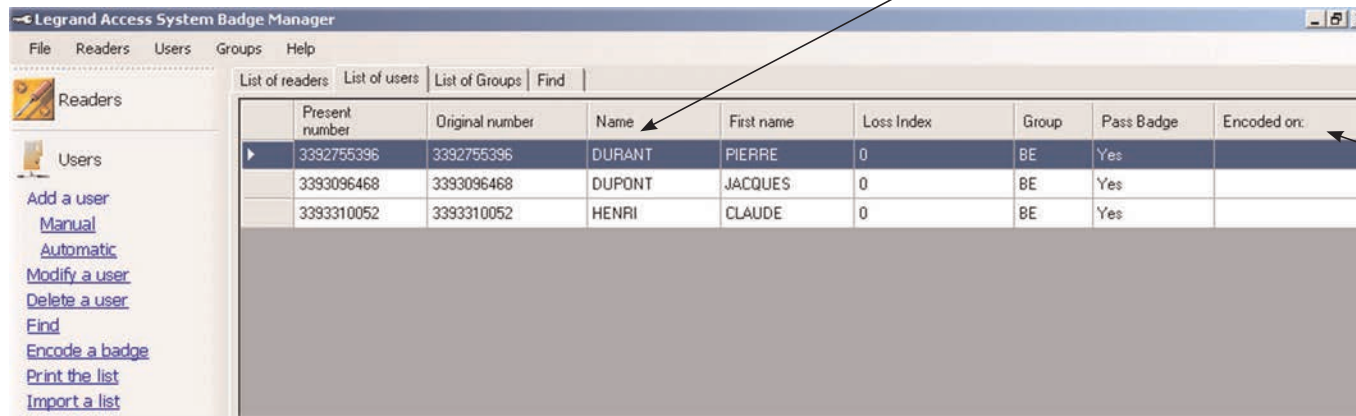 Legrand Access System Badge Manager
File Readers Users Groups Help
List of readers List of users List of Groups Find
Readers
Users
Add a user
Manual
Automatic
Modify a user
Delete a user
Find
Encode a badge
Print the list
Import a list
Present number Original number Name First name Loss Index Group Pass Badge Encoded on:
3392755396 3392755396 DURANT PIERRE 0 BE Yes
3393096468 3393096468 DUPONT JACQUES 0 BE Yes
3393310052 3393310052 HENRI CLAUDE 0 BE Yes